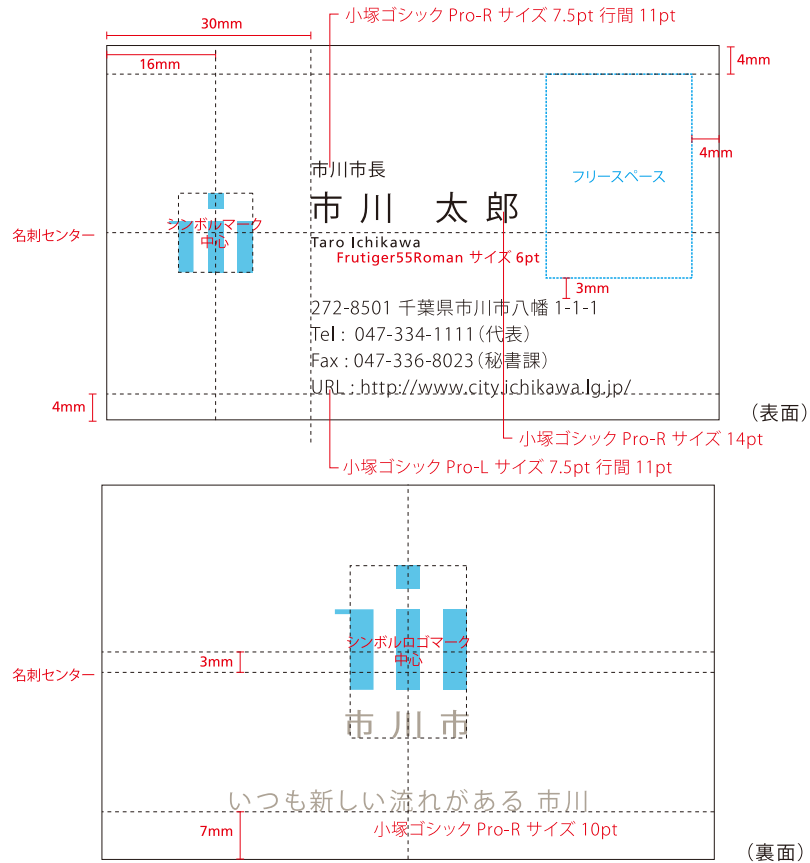 小塚ゴシック Pro-R サイズ 7.5pt 行間 11pt
30mm
16mm
4mm
4mm
フリースペース
市川市長
市川 太郎
シンボルマーク
中心
名刺センター
Taro Ichikawa
Frutiger55Roman サイズ 6pt
3mm
272-8501 千葉県市川市八幡 1-1-1
Tel : 047-334-1111(代表)
Fax : 047-336-8023(秘書課)
URL : http://www.city.ichikawa.lg.jp/
4mm
(表面)
小塚ゴシック Pro-R サイズ 14pt
小塚ゴシック Pro-L サイズ 7.5pt 行間 11pt
シンボルロゴマーク
中心
3mm
名刺センター
市川市
いつも新しい流れがある 市川
7mm
小塚ゴシック Pro-R サイズ 10pt
(裏面)